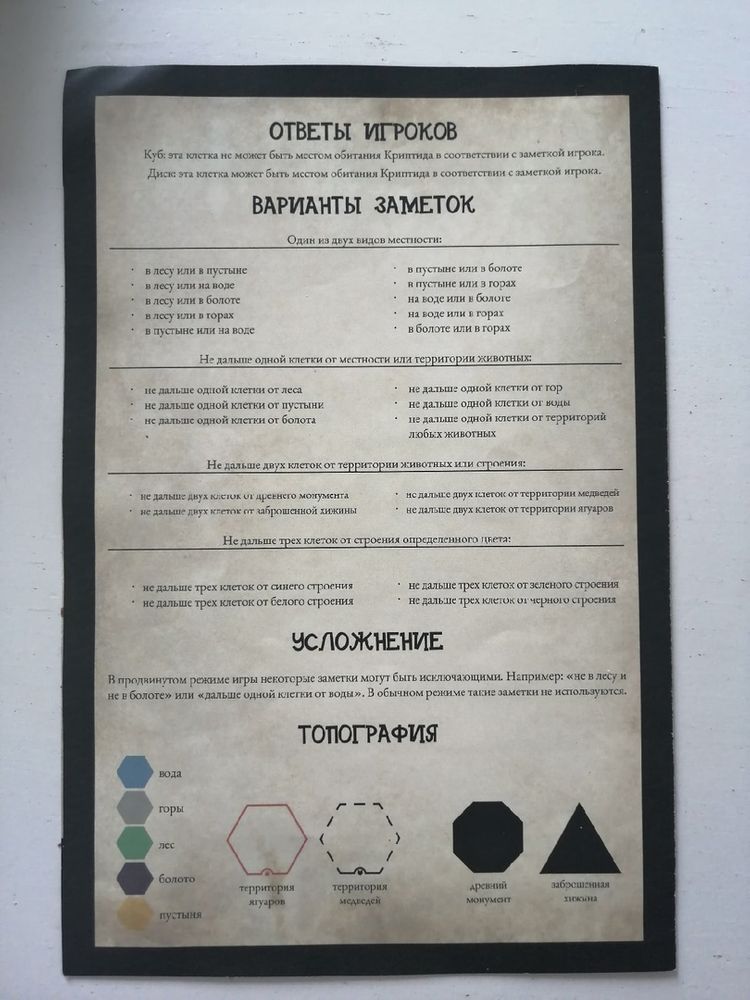 ОТВЕТЫ ИГРОКОВ
Куб: эта клетка не может быть местом обитания Криптида в соответствии с заметкой игрока.
Диск: эта клетка может быть местом обитания Криптида в соответствии с заметкой игрока.
ВАРИАНТЫ ЗАМЕТОК
Один из двух видов местности:
· в лесу или в пустыне
· в лесу или на воде
· в лесу или в болоте
· в лесу или в горах
· в пустыне или на воде
· в пустыне или в болоте
· в пустыне или в горах
· на воде или в болоте
· на воде или в горах
· в болоте или в горах
Не дальше одной клетки от местности или территории животных:
· не дальше одной клетки от леса
· не дальше одной клетки от пустыни
· не дальше одной клетки от болота
· не дальше одной клетки от гор
· не дальше одной клетки от воды
· не дальше одной клетки от территорий
любых животных
Не дальше двух клеток от территории животных или строения:
· не дальше двух клеток от древнего монумента
· не дальше двух клеток от заброшенной хижины
· не дальше двух клеток от территории медведей
· не дальше двух клеток от территории ягуаров
Не дальше трех клеток от строения определенного цвета:
· не дальше трех клеток от синего строения
· не дальше трех клеток от белого строения
· не дальше трех клеток от зеленого строения
· не дальше трех клеток от черного строения
УСЛОЖНЕНИЕ
В продвинутом режиме игры некоторые заметки могут быть исключающими. Например: «не в лесу и
не в болоте» или «дальше одной клетки от воды». В обычном режиме такие заметки не используются.
ТОПОГРАФИЯ
вода
горы
лес
болото
пустыня
территория
ягуаров
территория
медведей
древний
монумент
заброшенная
хижина